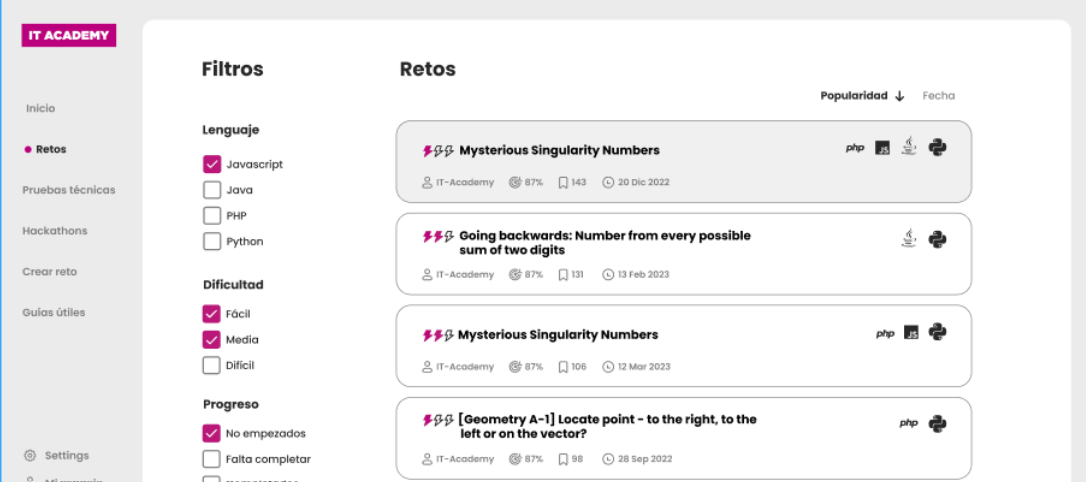 IT ACADEMY
Inicio
Retos
Pruebas técnicas
Hackathons
Crear reto
Guías útiles
Settings
Filtros
Lenguaje
Javascript
Java
PHP
Python
Dificultad
Fácil
Media
Difícil
Progreso
No empezados
Falta completar
Retos
Popularidad Fecha
Mysterious Singularity Numbers php JS
IT-Academy 87% 143 20 Dic 2022
Going backwards: Number from every possible
sum of two digits
IT-Academy 87% 131 13 Feb 2023
Mysterious Singularity Numbers php JS
IT-Academy 87% 106 12 Mar 2023
[Geometry A-1] Locate point - to the right, to the php
left or on the vector?
IT-Academy 87% 98 28 Sep 2022